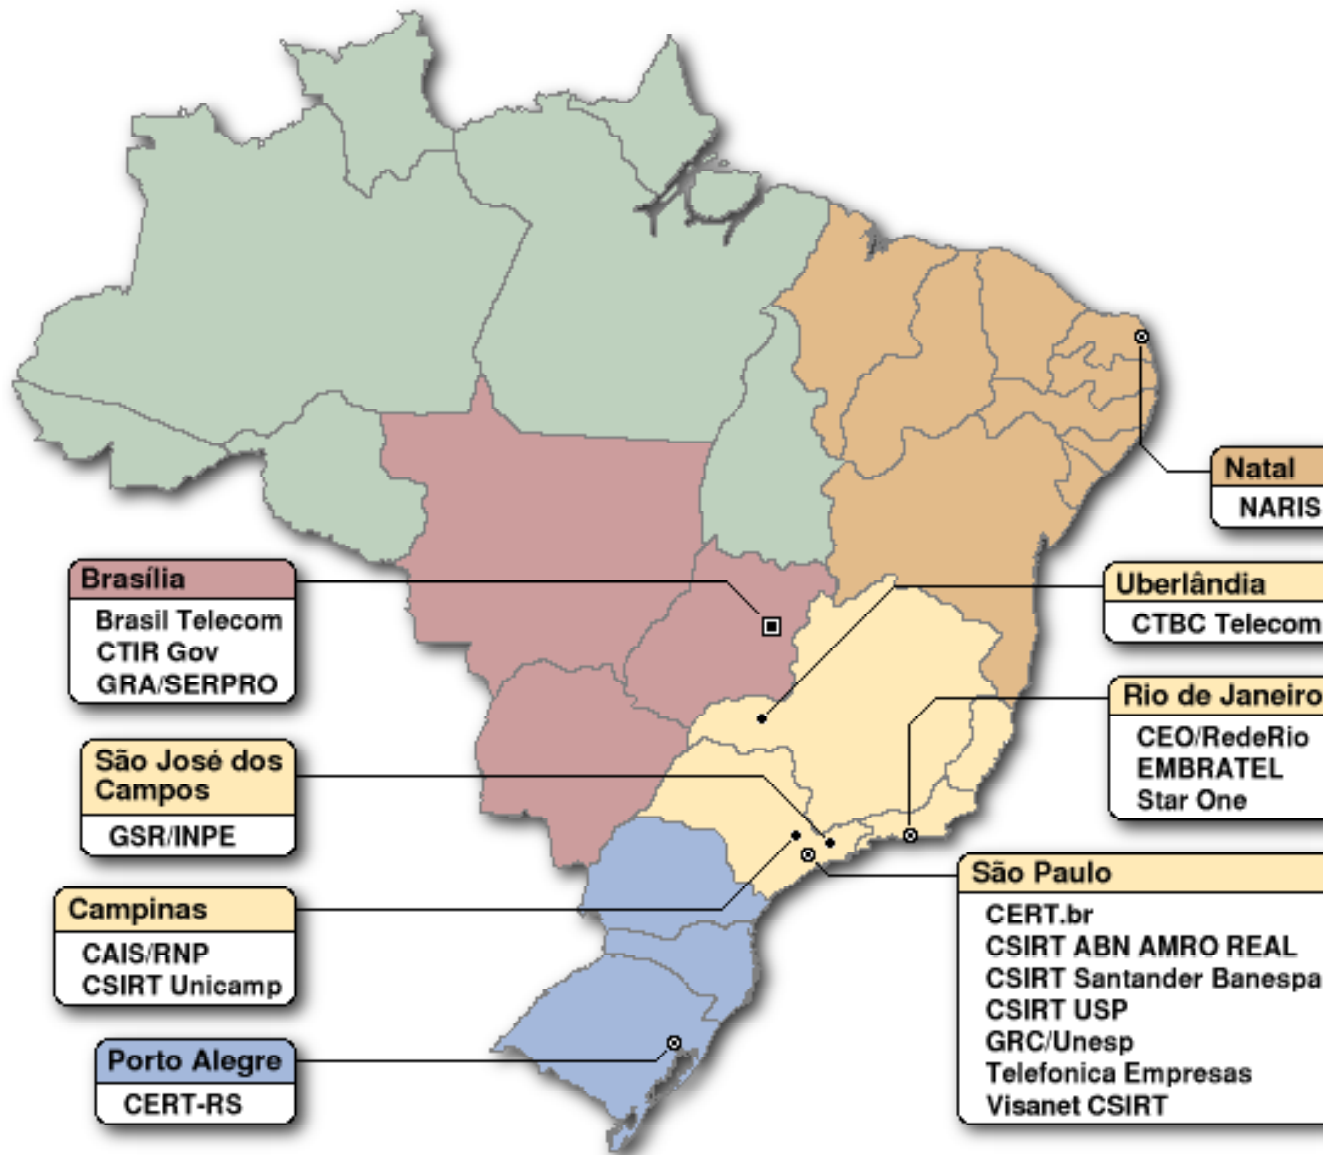 Natal
NARIS
Brasília
Brasil Telecom
CTIR Gov
GRA/SERPRO
Uberlândia
CTBC Telecom
Rio de Janeiro
CEO/RedeRio
EMBRATEL
Star One
São José dos
Campos
GSR/INPE
São Paulo
CERT.br
CSIRT ABN AMRO REAL
CSIRT Santander Banespa
CSIRT USP
GRC/Unesp
Telefonica Empresas
Visanet CSIRT
Campinas
CAIS/RNP
CSIRT Unicamp
Porto Alegre
CERT-RS